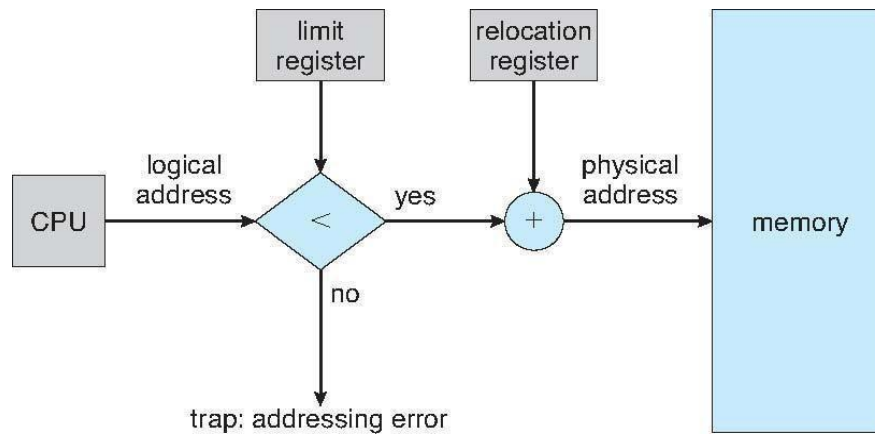 limit
register
relocation
register
logical
address
physical
address
CPU
<
yes
+
memory
no
trap: addressing error